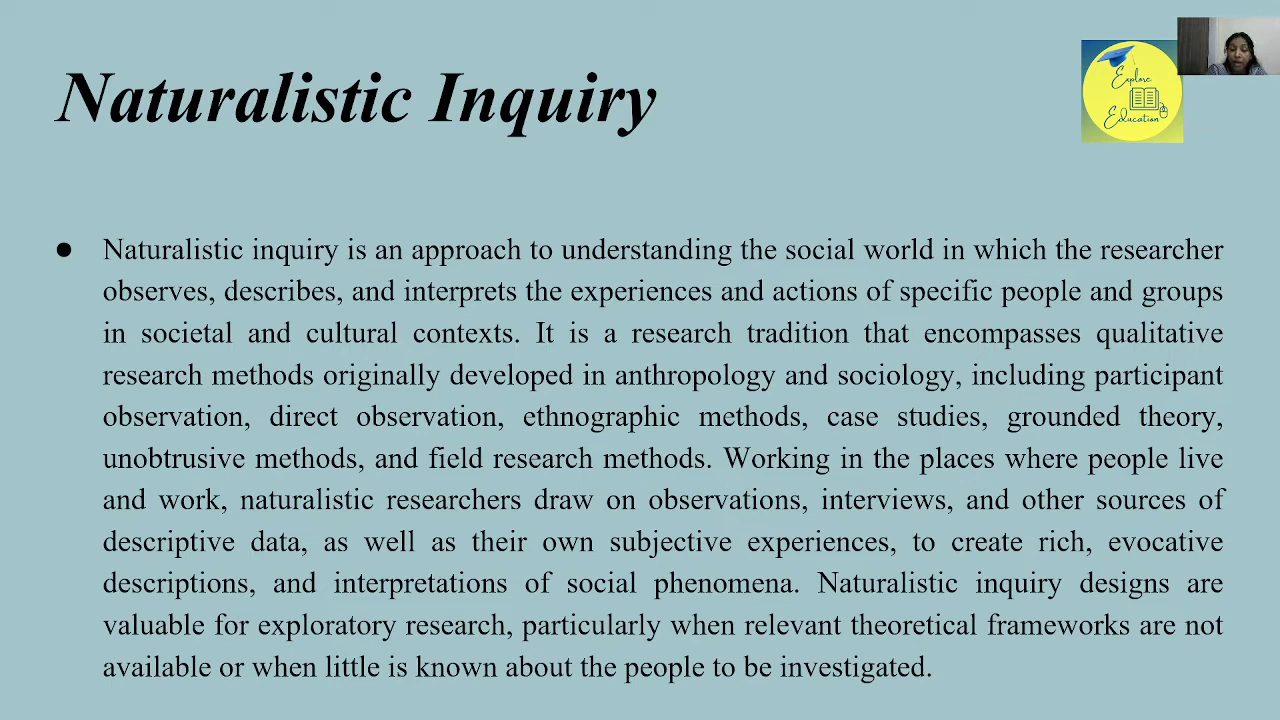 Naturalistic Inquiry
Explore
Education
● Naturalistic inquiry is an approach to understanding the social world in which the researcher
observes, describes, and interprets the experiences and actions of specific people and groups
in societal and cultural contexts. It is a research tradition that encompasses qualitative
research methods originally developed in anthropology and sociology, including participant
observation, direct observation, ethnographic methods, case studies, grounded theory,
unobtrusive methods, and field research methods. Working in the places where people live
and work, naturalistic researchers draw on observations, interviews, and other sources of
descriptive data, as well as their own subjective experiences, to create rich, evocative
descriptions, and interpretations of social phenomena. Naturalistic inquiry designs are
valuable for exploratory research, particularly when relevant theoretical frameworks are not
available or when little is known about the people to be investigated.